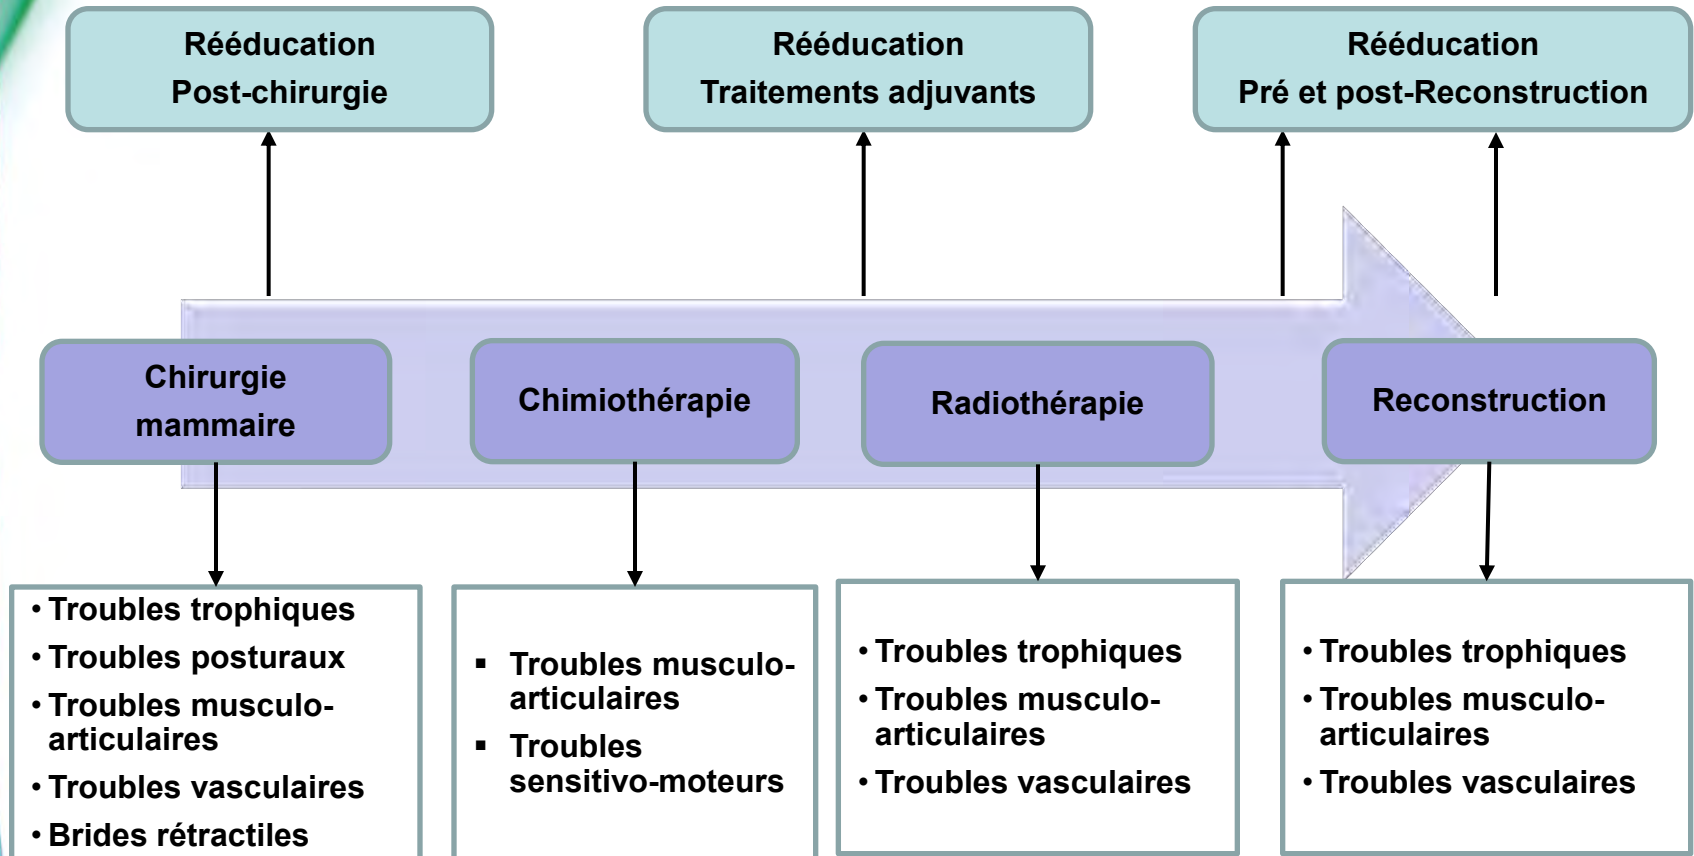 Rééducation
Post-chirurgie
Rééducation
Traitements adjuvants
Rééducation
Pré et post-Reconstruction
Chirurgie
mammaire
Chimiothérapie
Radiothérapie
Reconstruction
• Troubles trophiques
• Troubles posturaux
• Troubles musculo-
articulaires
• Troubles vasculaires
• Brides rétractiles
▪ Troubles musculo-
articulaires
▪ Troubles
sensitivo-moteurs
• Troubles trophiques
• Troubles musculo-
articulaires
• Troubles vasculaires
• Troubles trophiques
• Troubles musculo-
articulaires
• Troubles vasculaires